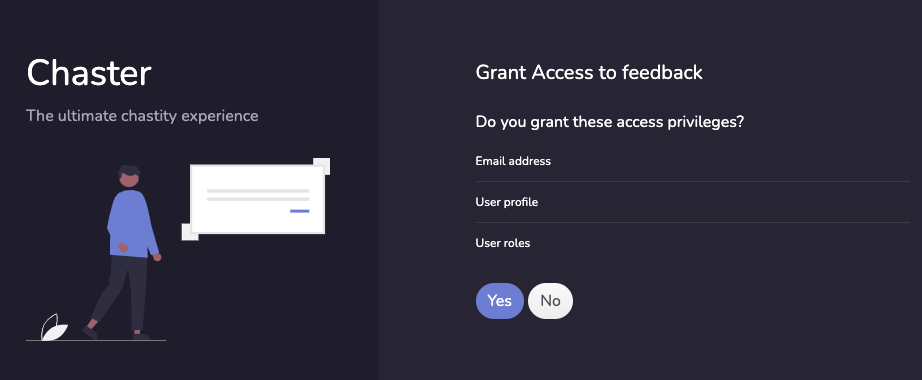 Chaster
The ultimate chastity experience
Grant Access to feedback
Do you grant these access privileges?
Email address
User profile
User roles
Yes
No